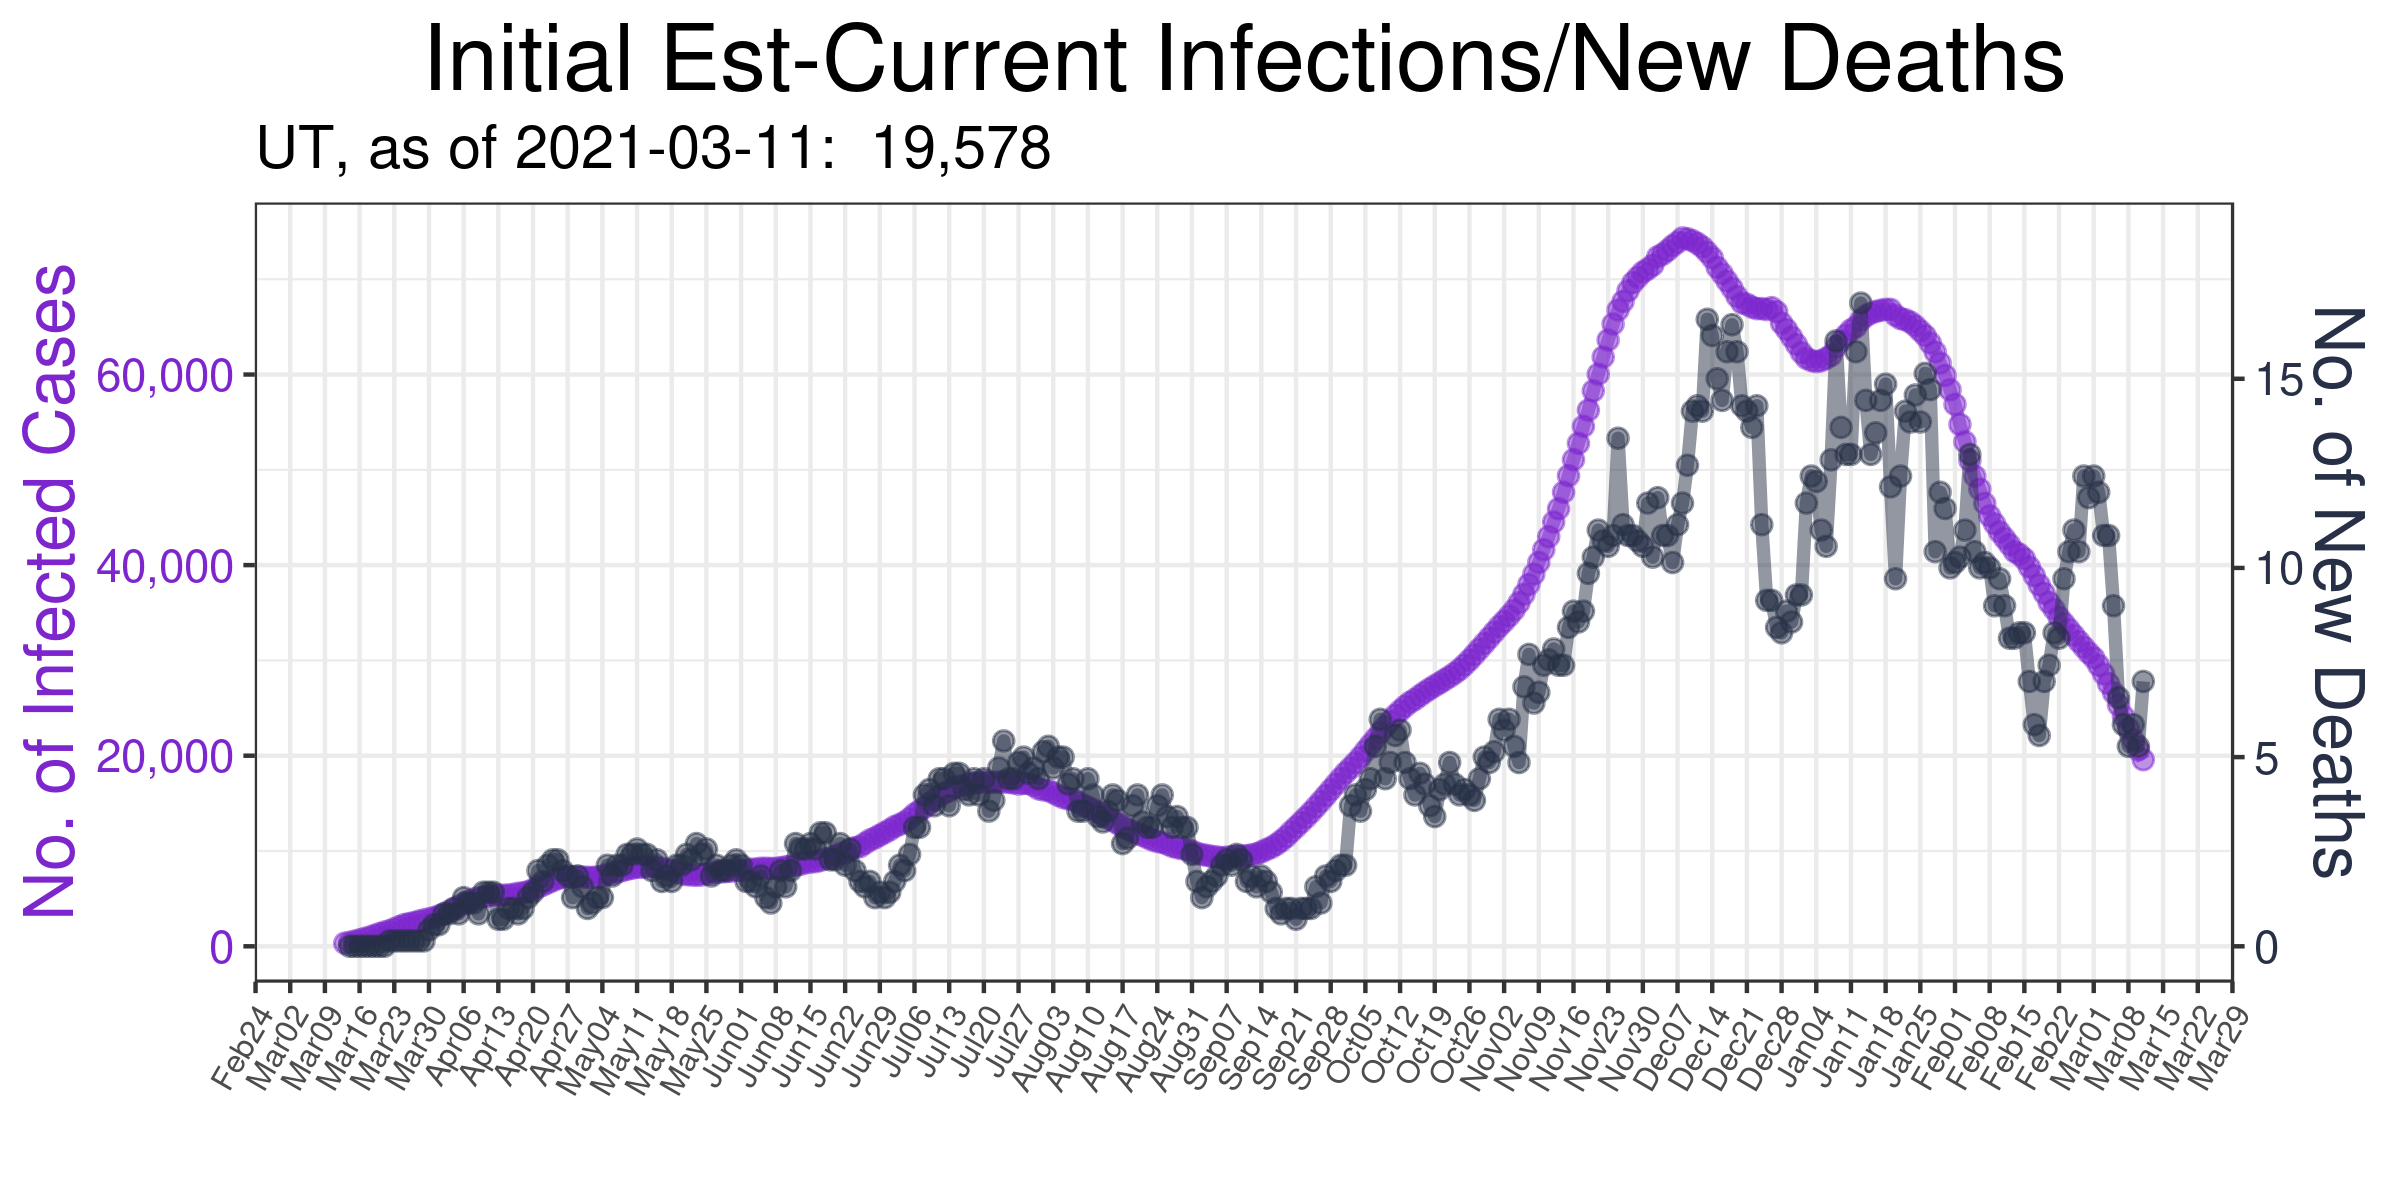 Initial Est-Current Infections/New Deaths
UT, as of 2021-03-11: 19,578
No. of Infected Cases
60,000
40,000
20,000
0
15
10
5
0
No. of New Deaths
Feb24
Mar02
Mar09
Mar16
Mar23
Mar30
Apr06
Apr13
Apr20
Apr27
May04
May11
May18
May25
Jun01
Jun08
Jun15
Jun22
Jun29
Jul06
Jul13
Jul20
Jul27
Aug03
Aug10
Aug17
Aug24
Aug31
Sep07
Sep14
Sep21
Sep28
Oct05
Oct12
Oct19
Oct26
Nov02
Nov09
Nov16
Nov23
Nov30
Dec07
Dec14
Dec21
Dec28
Jan04
Jan11
Jan18
Jan25
Feb01
Feb08
Feb15
Feb22
Mar01
Mar08
Mar15
Mar22
Mar29